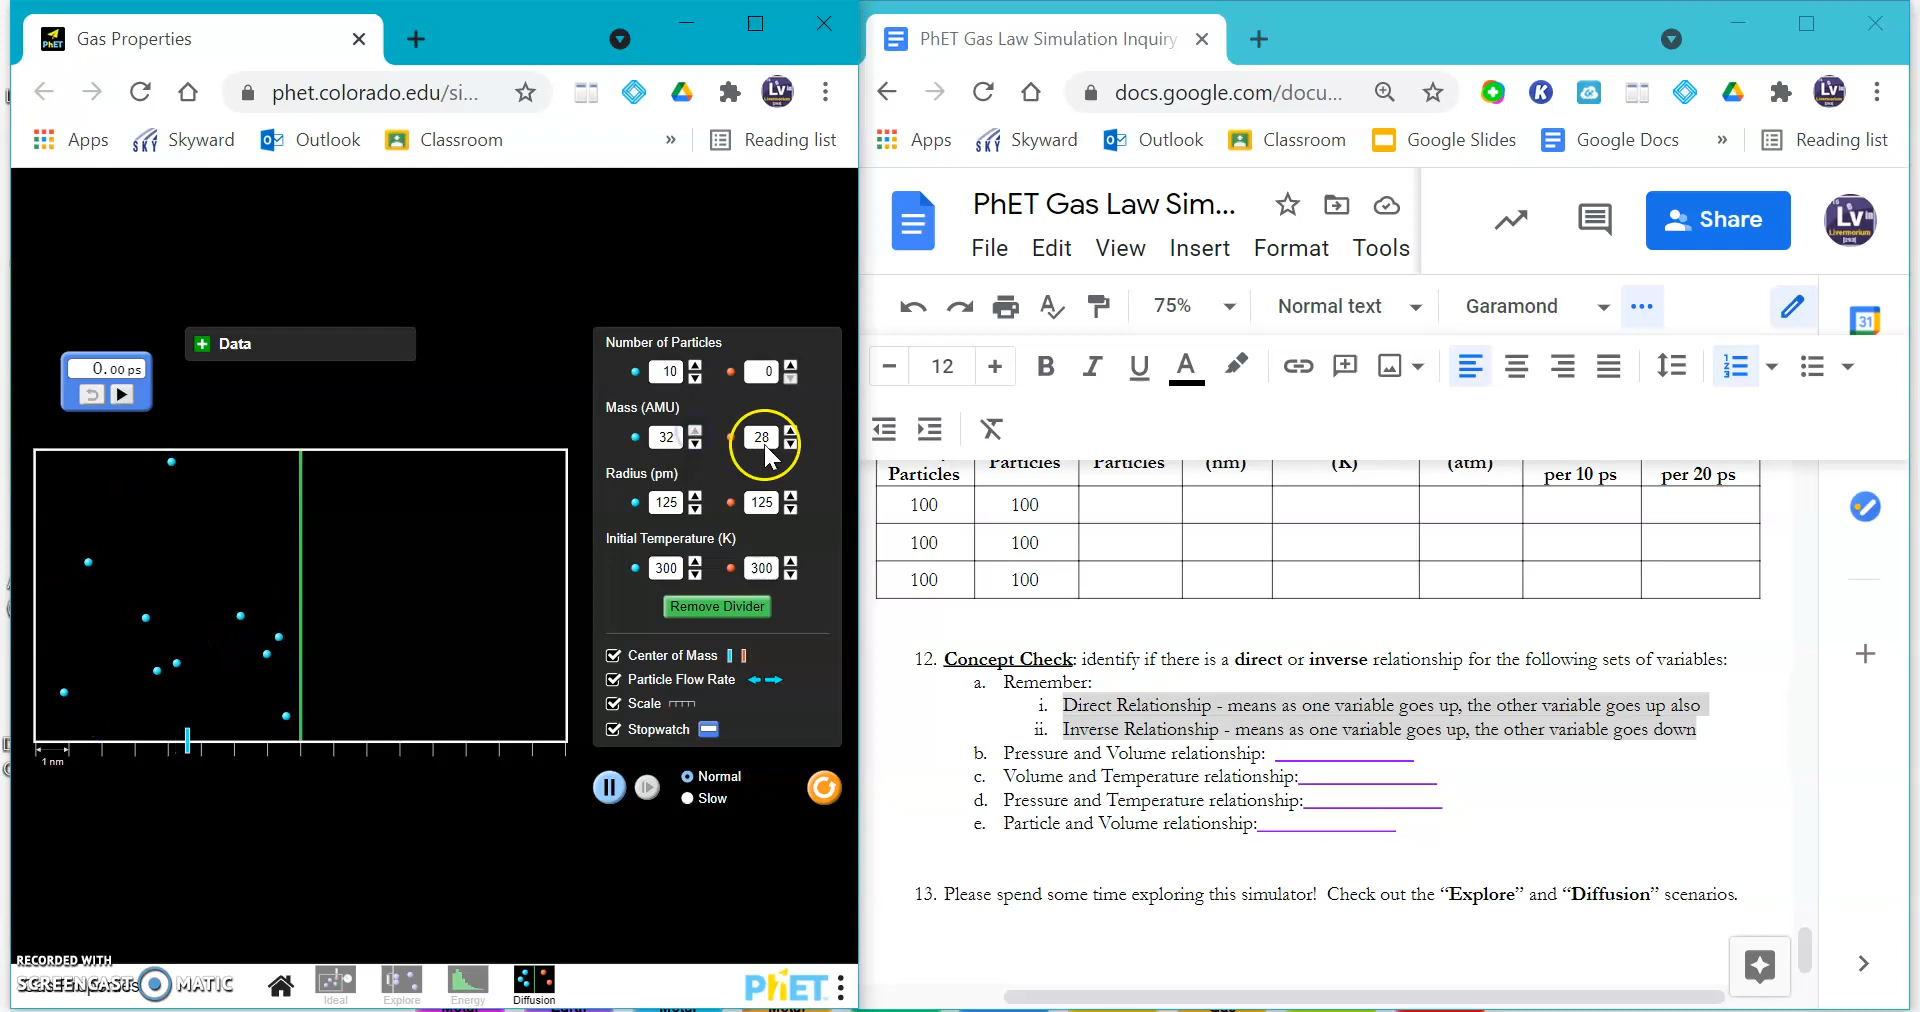 Gas Properties
phet.colorado.edu/si...
Apps
Skyward
Outlook
Classroom
»
Reading list
Data
0.00 ps
Number of Particles
10
0
Mass (AMU)
32
28
Radius (pm)
125
125
Initial Temperature (K)
300
300
Remove Divider
Center of Mass
Particle Flow Rate
Scale
Stopwatch
Normal
Slow
1 nm
RECORDED WITH
SCREENCAST MATIC
Ideal
Explore
Energy
Diffusion
PhET
PhET Gas Law Simulation Inquiry
docs.google.com/docu...
Apps
Skyward
Outlook
Classroom
Google Slides
Google Docs
»
Reading list
PhET Gas Law Sim...
File Edit View Insert Format Tools
Share
75%
Normal text
Garamond
12
31
Particles Particles Particles (nm) (K) (atm) per 10 ps per 20 ps
100 100
100 100
100 100
12. Concept Check: identify if there is a direct or inverse relationship for the following sets of variables:
a. Remember:
i. Direct Relationship - means as one variable goes up, the other variable goes up also
ii. Inverse Relationship - means as one variable goes up, the other variable goes down
b. Pressure and Volume relationship:
c. Volume and Temperature relationship:
d. Pressure and Temperature relationship:
e. Particle and Volume relationship:
13. Please spend some time exploring this simulator! Check out the “Explore” and “Diffusion” scenarios.